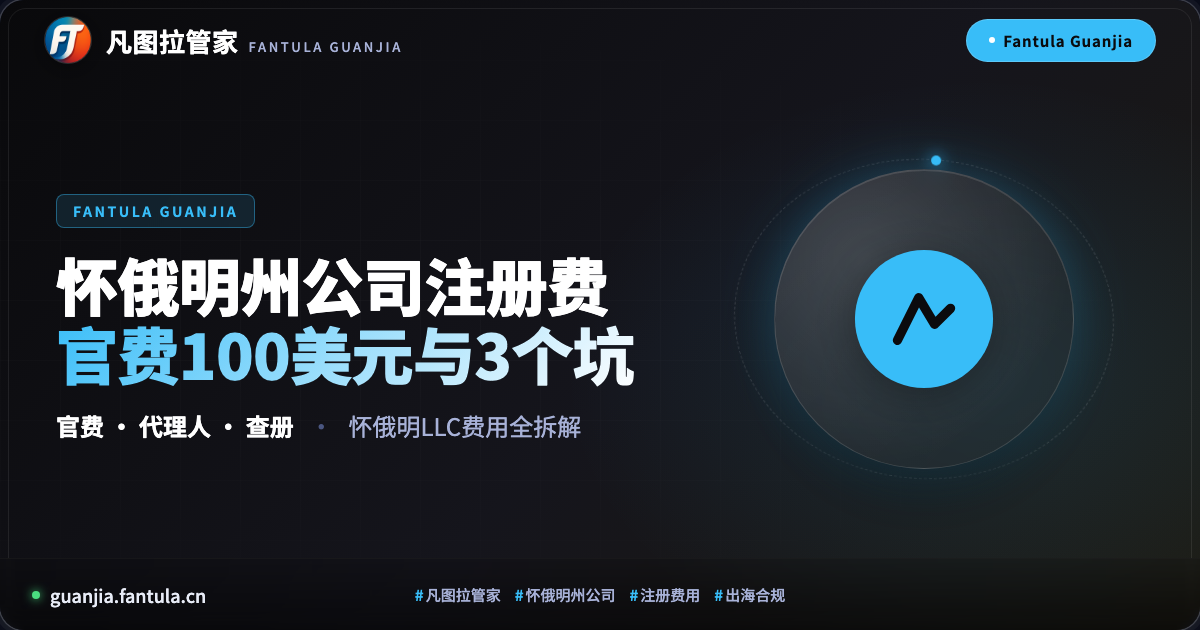 FT
凡图拉管家 FANTULA GUANJIA
Fantula Guanjia
FANTULA GUANJIA
怀俄明州公司注册费
官费100美元与3个坑
官费 · 代理人 · 查册 · 怀俄明LLC费用全拆解
guanjia.fantula.cn
#凡图拉管家 #怀俄明州公司 #注册费用 #出海合规